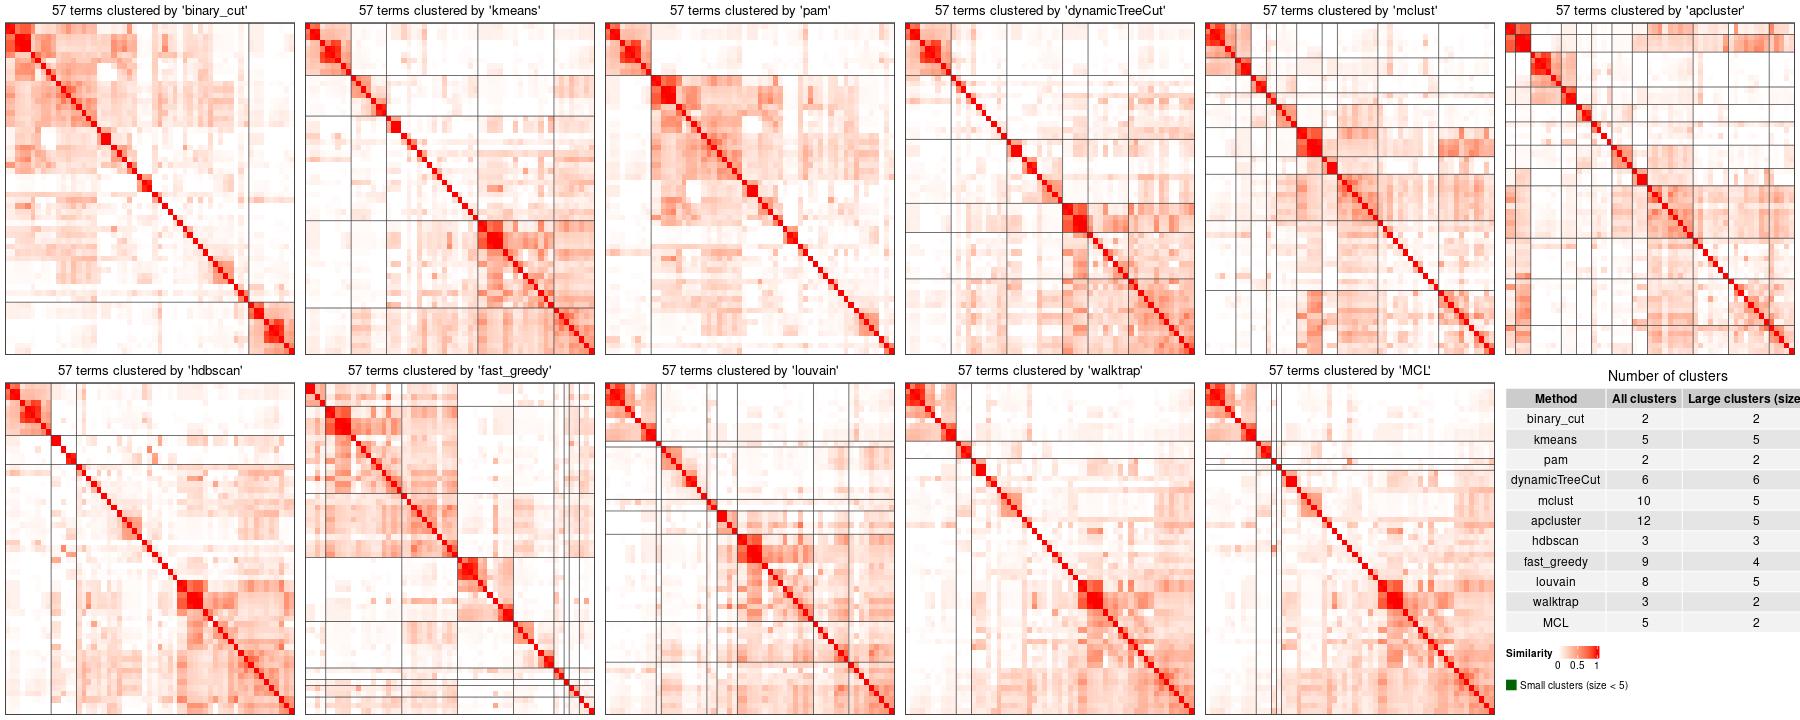 57 terms clustered by 'binary_cut'
57 terms clustered by 'kmeans'
57 terms clustered by 'pam'
57 terms clustered by 'dynamicTreeCut'
57 terms clustered by 'mclust'
57 terms clustered by 'apcluster'
57 terms clustered by 'hdbscan'
57 terms clustered by 'fast_greedy'
57 terms clustered by 'louvain'
57 terms clustered by 'walktrap'
57 terms clustered by 'MCL'
Number of clusters
Method All clusters Large clusters (size
binary_cut 2 2
kmeans 5 5
pam 2 2
dynamicTreeCut 6 6
mclust 10 5
apcluster 12 5
hdbscan 3 3
fast_greedy 9 4
louvain 8 5
walktrap 3 2
MCL 5 2
Similarity
0 0.5 1
Small clusters (size < 5)